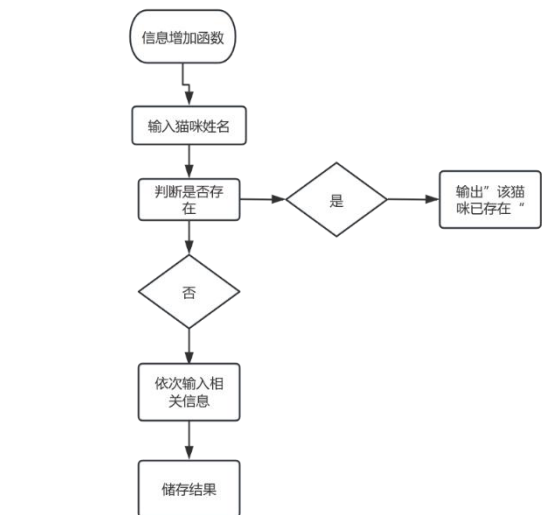 信息增加函数
输入猫咪姓名
判断是否存
在
是
输出”该猫
咪已存在“
否
依次输入相
关信息
储存结果